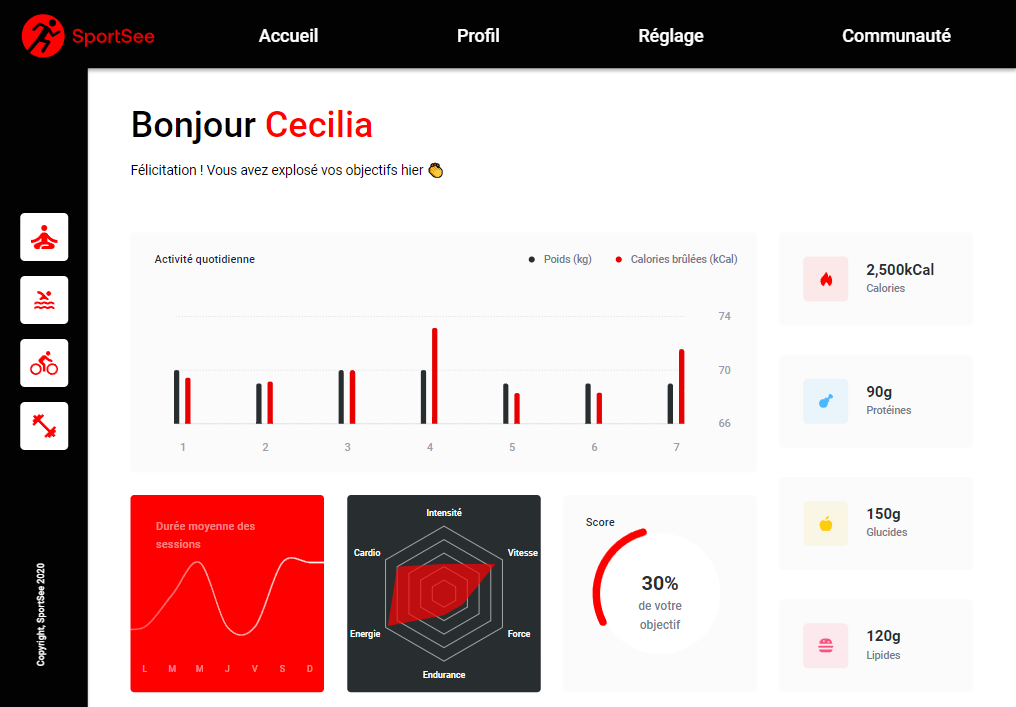 SportSee
Accueil
Profil
Réglage
Communauté
Bonjour Cecilia
Félicitation ! Vous avez explosé vos objectifs hier 👏
Activité quotidienne
Poids (kg)
Calories brûlées (kCal)
74
70
66
1 2 3 4 5 6 7
2,500kCal
Calories
90g
Protéines
150g
Glucides
120g
Lipides
Durée moyenne des
sessions
L M M J V S D
Intensité
Cardio
Vitesse
Energie
Force
Endurance
Score
30%
de votre
objectif
Copyright, SportSee 2020